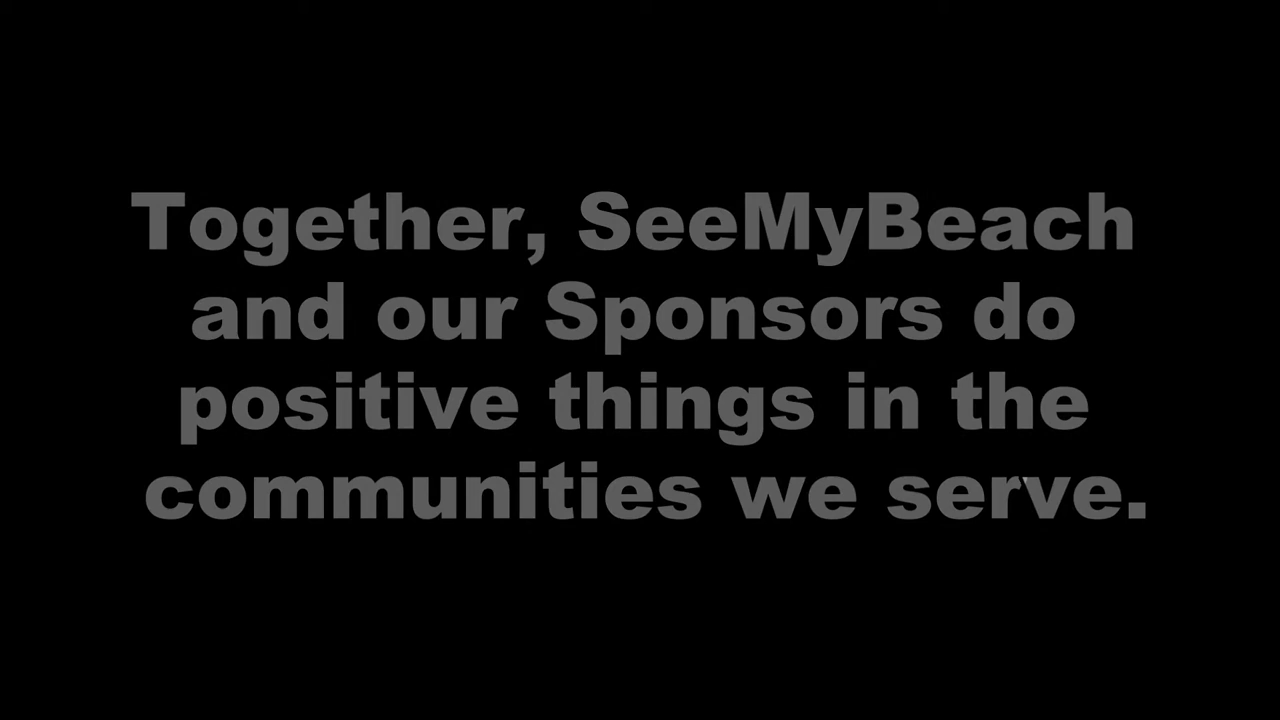 Together, SeeMyBeach
and our Sponsors do
positive things in the
communities we serve.